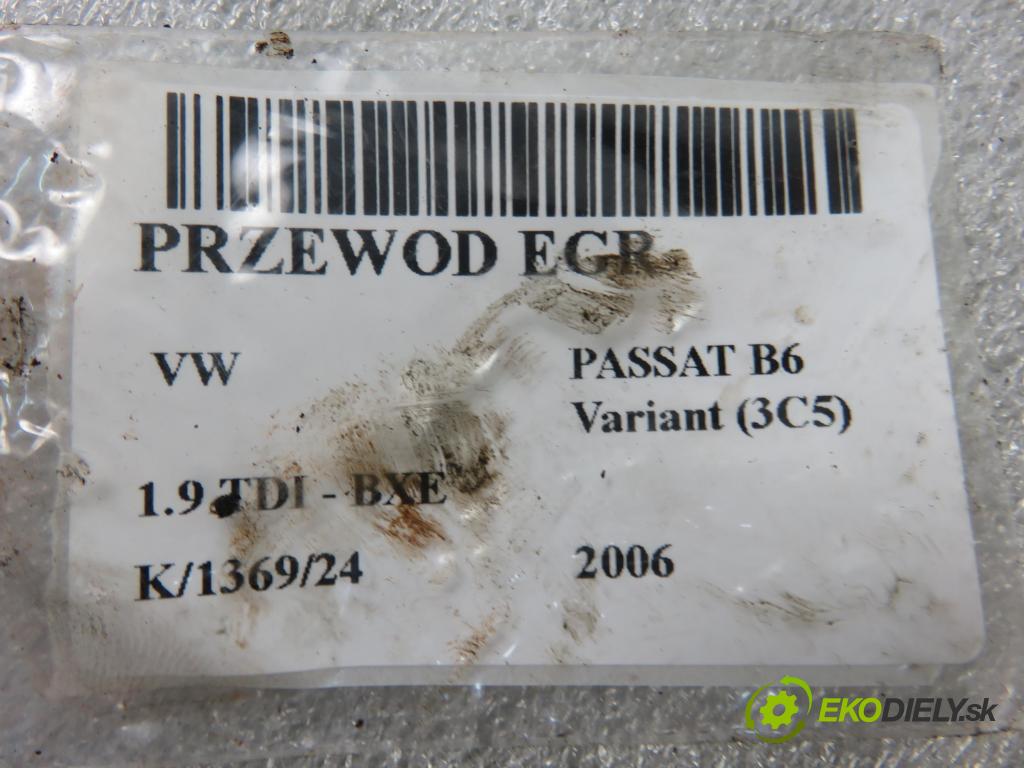 PRZEWOD EGR
VW
PASSAT B6
Variant (3C5)
1.9 TDI - BXE
K/1369/24
2006
EKODIELY.sk